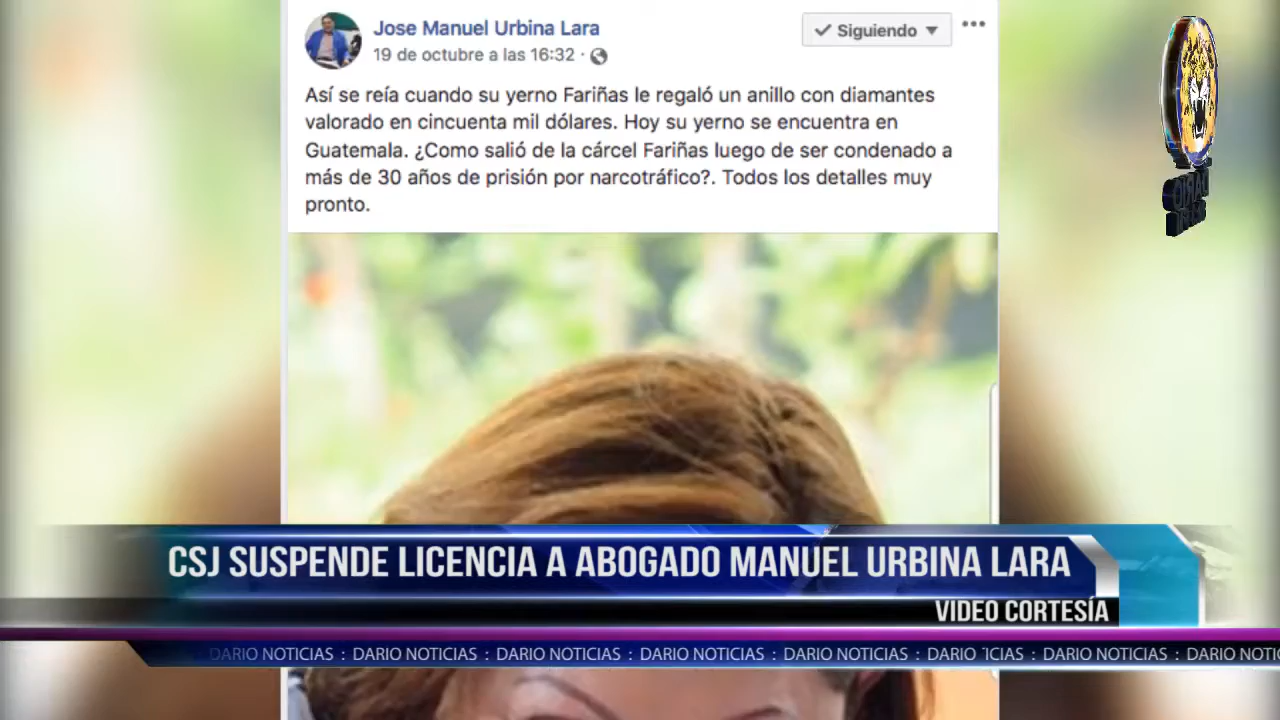 Jose Manuel Urbina Lara
19 de octubre a las 16:32 ·
Siguiendo
Así se reía cuando su yerno Fariñas le regaló un anillo con diamantes
valorado en cincuenta mil dólares. Hoy su yerno se encuentra en
Guatemala. ¿Como salió de la cárcel Fariñas luego de ser condenado a
más de 30 años de prisión por narcotráfico?. Todos los detalles muy
pronto.
CSJ SUSPENDE LICENCIA A ABOGADO MANUEL URBINA LARA
VIDEO CORTESÍA
DARIO NOTICIAS : DARIO NOTICIAS : DARIO NOTICIAS : DARIO NOTICIAS : DARIO NOTICIAS : DARIO ICIAS : DARIO NOTICIAS : DARIO NOTIC